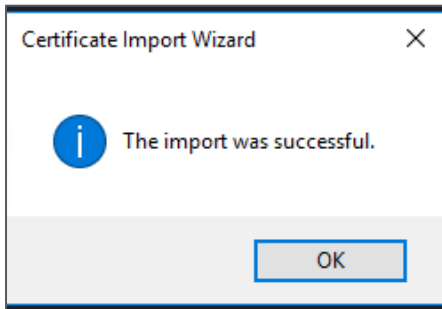 Certificate Import Wizard
The import was successful.
OK